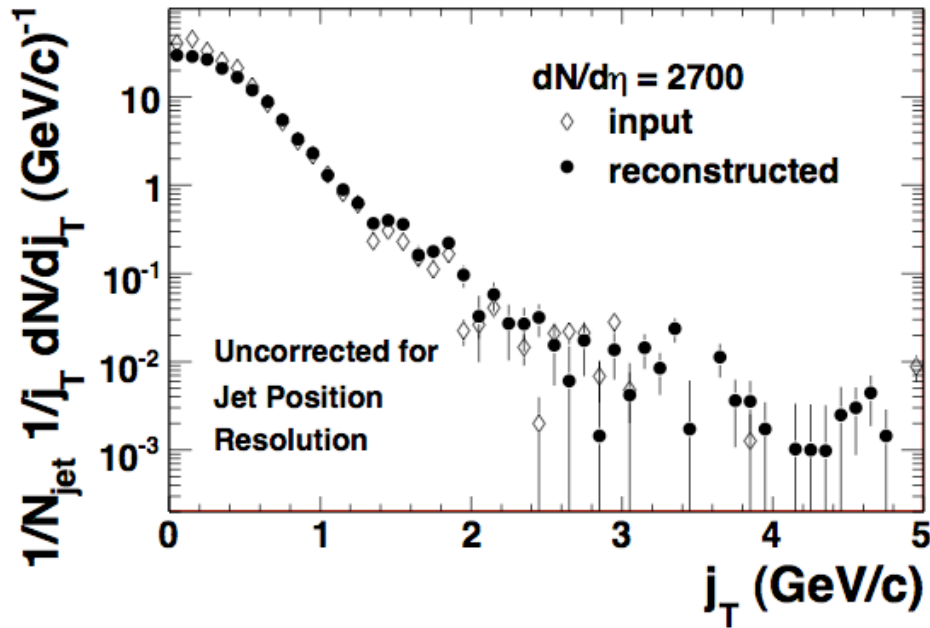 1/N_jet 1/j_T dN/dj_T (GeV/c)^-1
10
1
10^-1
10^-2
10^-3
dN/dη = 2700
input
reconstructed
Uncorrected for
Jet Position
Resolution
0 1 2 3 4 5
j_T (GeV/c)